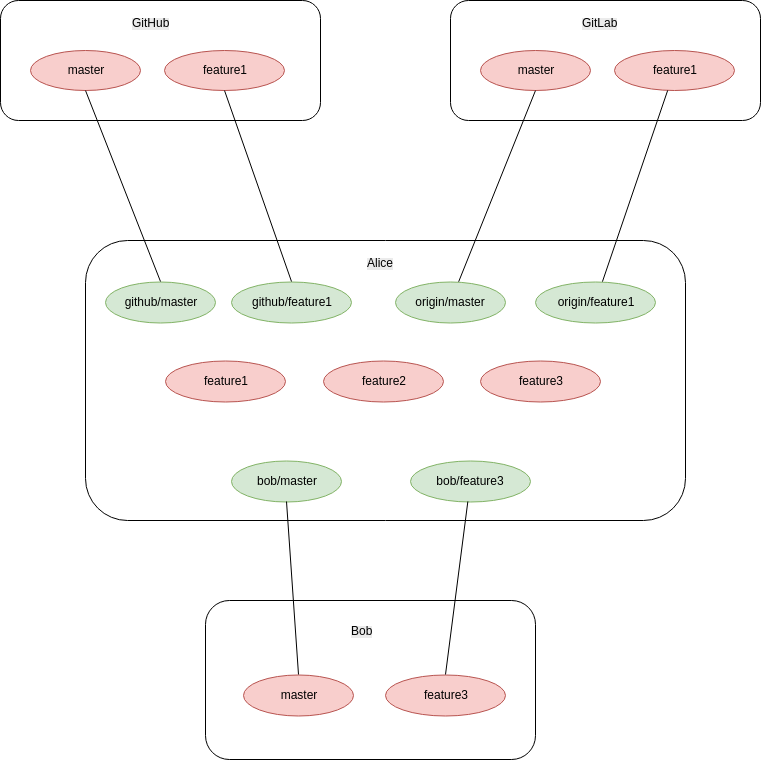 GitHub
GitLab
master
feature1
master
feature1
Alice
github/master
github/feature1
origin/master
origin/feature1
feature1
feature2
feature3
bob/master
bob/feature3
Bob
master
feature3